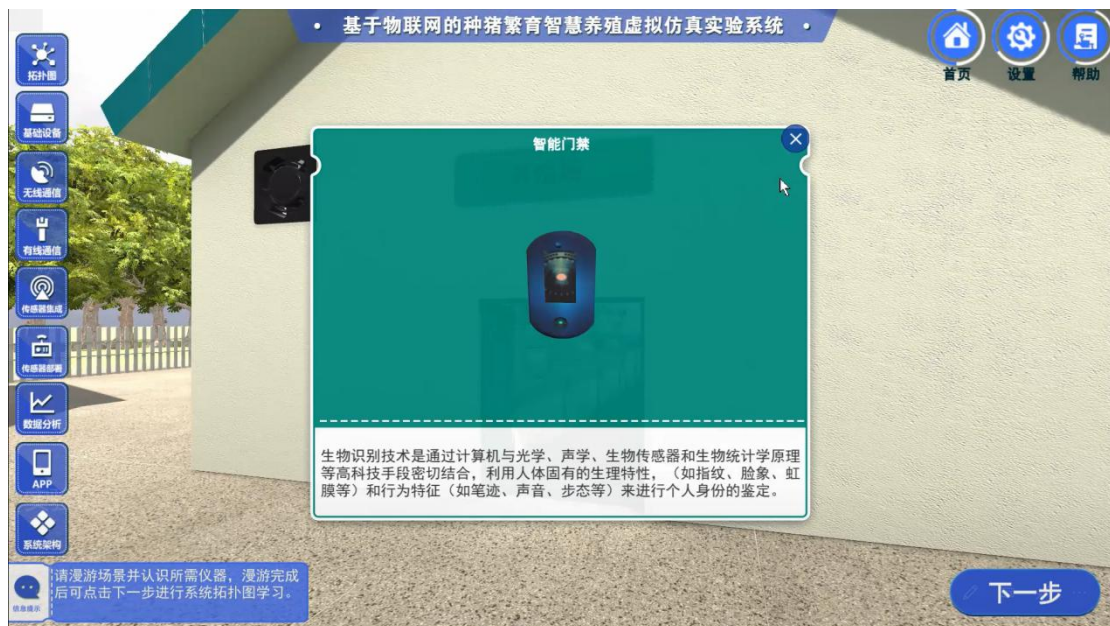 · 基于物联网的种猪繁育智慧养殖虚拟仿真实验系统 ·
首页
设置
帮助
拓扑图
基础设备
无线通信
有线通信
传感器集成
传感器部署
数据分析
APP
系统架构
智能门禁
生物识别技术是通过计算机与光学、声学、生物传感器和生物统计学原理
等高科技手段密切结合，利用人体固有的生理特性，（如指纹、脸象、虹
膜等）和行为特征（如笔迹、声音、步态等）来进行个人身份的鉴定。
信息提示
请漫游场景并认识所需仪器，漫游完成
后可点击下一步进行系统拓扑图学习。
下一步